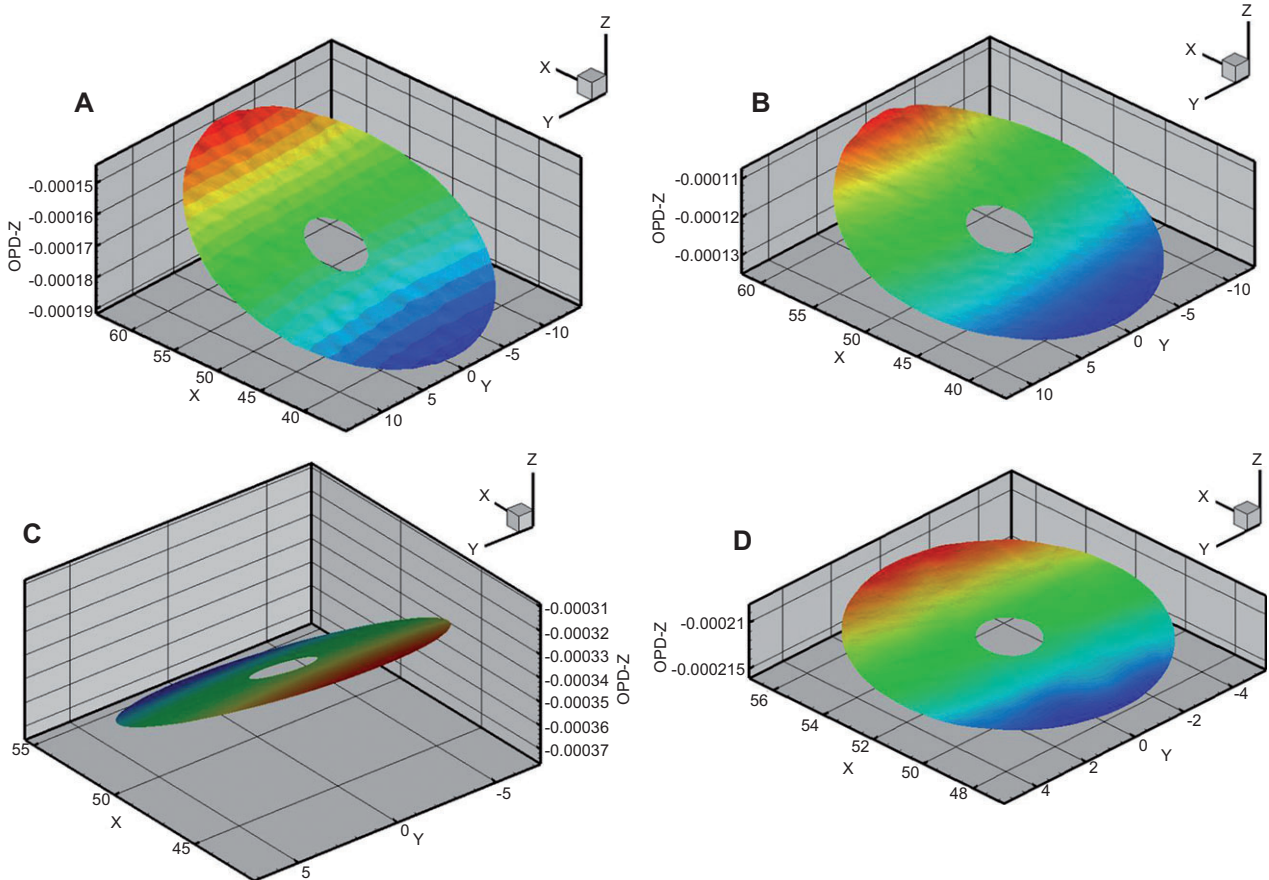 A
Z
X
Y
OPD-Z
-0.00015
-0.00016
-0.00017
-0.00018
-0.00019
60
55
50
45
40
X
10
5
0
-5
-10
Y
B
Z
X
Y
OPD-Z
-0.00011
-0.00012
-0.00013
60
55
50
45
40
X
10
5
0
-5
-10
Y
C
Z
X
Y
-0.00031
-0.00032
-0.00033
-0.00034
-0.00035
-0.00036
-0.00037
OPD-Z
55
50
45
X
5
0
-5
Y
D
Z
X
Y
OPD-Z
-0.00021
-0.000215
56
54
52
50
48
X
4
2
0
-2
-4
Y